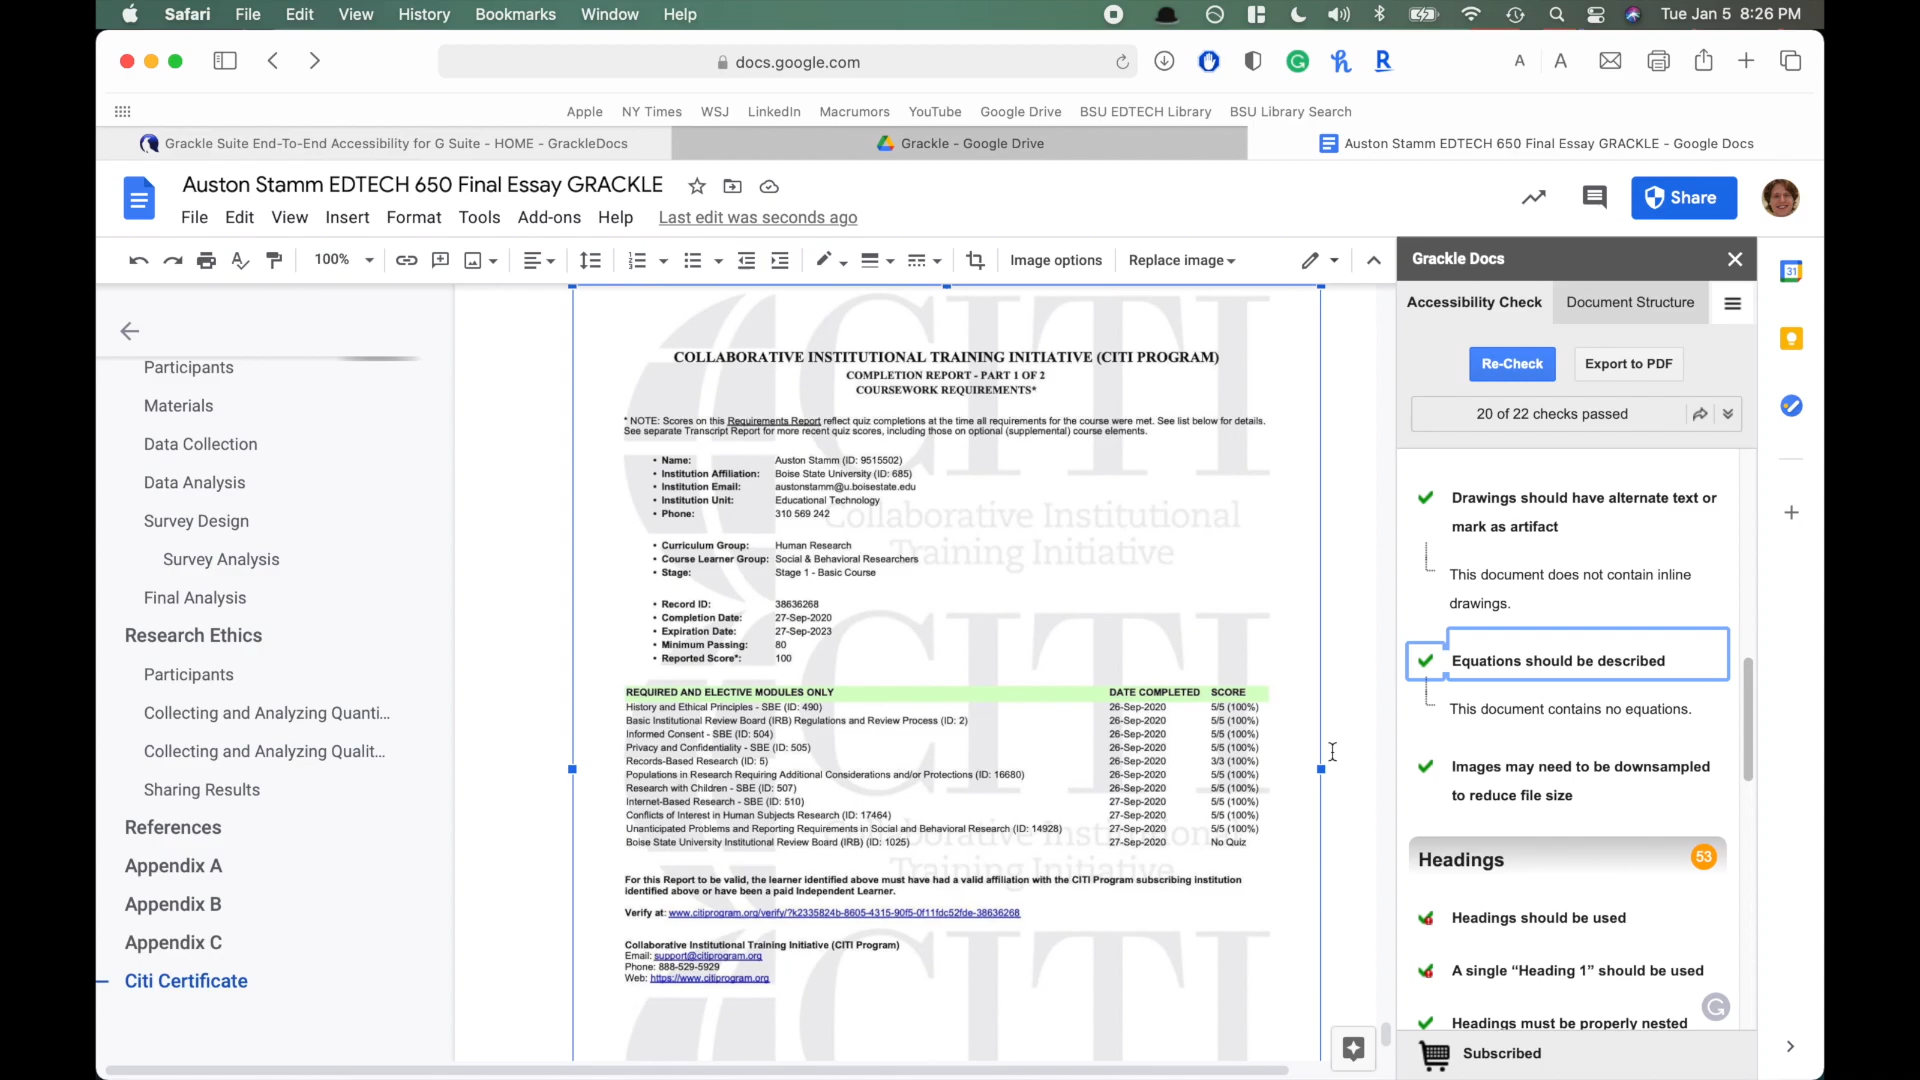 Safari File Edit View History Bookmarks Window Help
Tue Jan 5 8:26 PM
docs.google.com
A A
Apple NY Times WSJ LinkedIn Macrumors YouTube Google Drive BSU EDTECH Library BSU Library Search
Grackle Suite End-To-End Accessibility for G Suite - HOME - GrackleDocs
Grackle - Google Drive
Auston Stamm EDTECH 650 Final Essay GRACKLE - Google Docs
Auston Stamm EDTECH 650 Final Essay GRACKLE
Share
File Edit View Insert Format Tools Add-ons Help Last edit was seconds ago
100%
Image options
Replace image
Participants
Materials
Data Collection
Data Analysis
Survey Design
Survey Analysis
Final Analysis
Research Ethics
Participants
Collecting and Analyzing Quanti...
Collecting and Analyzing Qualit...
Sharing Results
References
Appendix A
Appendix B
Appendix C
Citi Certificate
COLLABORATIVE INSTITUTIONAL TRAINING INITIATIVE (CITI PROGRAM)
COMPLETION REPORT - PART 1 OF 2
COURSEWORK REQUIREMENTS*
* NOTE: Scores on this Requirements Report reflect quiz completions at the time all requirements for the course were met. See list below for details.
See separate Transcript Report for more recent quiz scores, including those on optional (supplemental) course elements.
• Name: Auston Stamm (ID: 9515502)
• Institution Affiliation: Boise State University (ID: 685)
• Institution Email: austonstamm@u.boisestate.edu
• Institution Unit: Educational Technology
• Phone: 310 569 242
• Curriculum Group: Human Research
• Course Learner Group: Social & Behavioral Researchers
• Stage: Stage 1 - Basic Course
• Record ID: 38636268
• Completion Date: 27-Sep-2020
• Expiration Date: 27-Sep-2023
• Minimum Passing: 80
• Reported Score*: 100
REQUIRED AND ELECTIVE MODULES ONLY DATE COMPLETED SCORE
History and Ethical Principles - SBE (ID: 490) 26-Sep-2020 5/5 (100%)
Basic Institutional Review Board (IRB) Regulations and Review Process (ID: 2) 26-Sep-2020 5/5 (100%)
Informed Consent - SBE (ID: 504) 26-Sep-2020 5/5 (100%)
Privacy and Confidentiality - SBE (ID: 505) 26-Sep-2020 5/5 (100%)
Records-Based Research (ID: 5) 26-Sep-2020 3/3 (100%)
Populations in Research Requiring Additional Considerations and/or Protections (ID: 16680) 26-Sep-2020 5/5 (100%)
Research with Children - SBE (ID: 507) 26-Sep-2020 5/5 (100%)
Internet-Based Research - SBE (ID: 510) 27-Sep-2020 5/5 (100%)
Conflicts of Interest in Human Subjects Research (ID: 17464) 27-Sep-2020 5/5 (100%)
Unanticipated Problems and Reporting Requirements in Social and Behavioral Research (ID: 14928) 27-Sep-2020 5/5 (100%)
Boise State University Institutional Review Board (IRB) (ID: 1025) 27-Sep-2020 No Quiz
For this Report to be valid, the learner identified above must have had a valid affiliation with the CITI Program subscribing institution
identified above or have been a paid Independent Learner.
Verify at: www.citiprogram.org/verify/?k2335824b-8605-4315-90f5-0f11fdc52fde-38636268
Collaborative Institutional Training Initiative (CITI Program)
Email: support@citiprogram.org
Phone: 888-529-5929
Web: https://www.citiprogram.org
CITI
Collaborative Institutional
Training Initiative
CITI
Collaborative Institutional
Training Initiative
CITI
Grackle Docs
Accessibility Check
Document Structure
Re-Check
Export to PDF
20 of 22 checks passed
Drawings should have alternate text or
mark as artifact
This document does not contain inline
drawings.
Equations should be described
This document contains no equations.
Images may need to be downsampled
to reduce file size
Headings 53
Headings should be used
A single “Heading 1” should be used
Headings must be properly nested
Subscribed
31